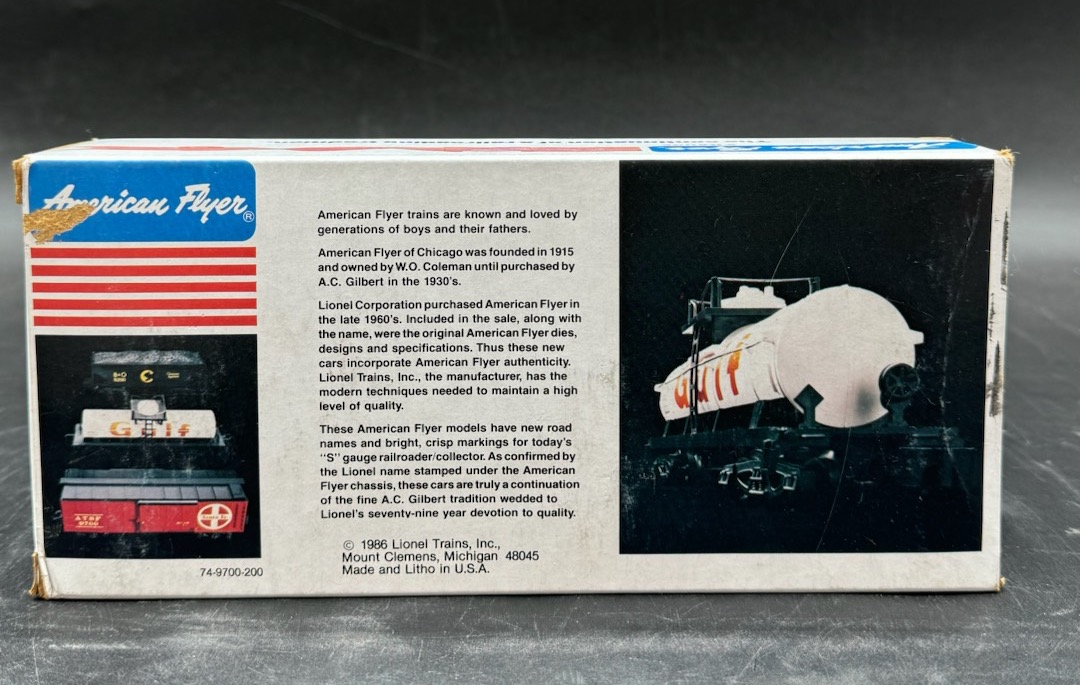 American Flyer
American Flyer ®
American Flyer trains are known and loved by
generations of boys and their fathers.
American Flyer of Chicago was founded in 1915
and owned by W.O. Coleman until purchased by
A.C. Gilbert in the 1930's.
Lionel Corporation purchased American Flyer in
the late 1960's. Included in the sale, along with
the name, were the original American Flyer dies,
designs and specifications. Thus these new
cars incorporate American Flyer authenticity.
Lionel Trains, Inc., the manufacturer, has the
modern techniques needed to maintain a high
level of quality.
These American Flyer models have new road
names and bright, crisp markings for today's
"S" gauge railroader/collector. As confirmed by
the Lionel name stamped under the American
Flyer chassis, these cars are truly a continuation
of the fine A.C. Gilbert tradition wedded to
Lionel's seventy-nine year devotion to quality.
© 1986 Lionel Trains, Inc.,
Mount Clemens, Michigan 48045
Made and Litho in U.S.A.
C
Gulf
ATSF
9700
Santa Fe
74-9700-200
Gulf